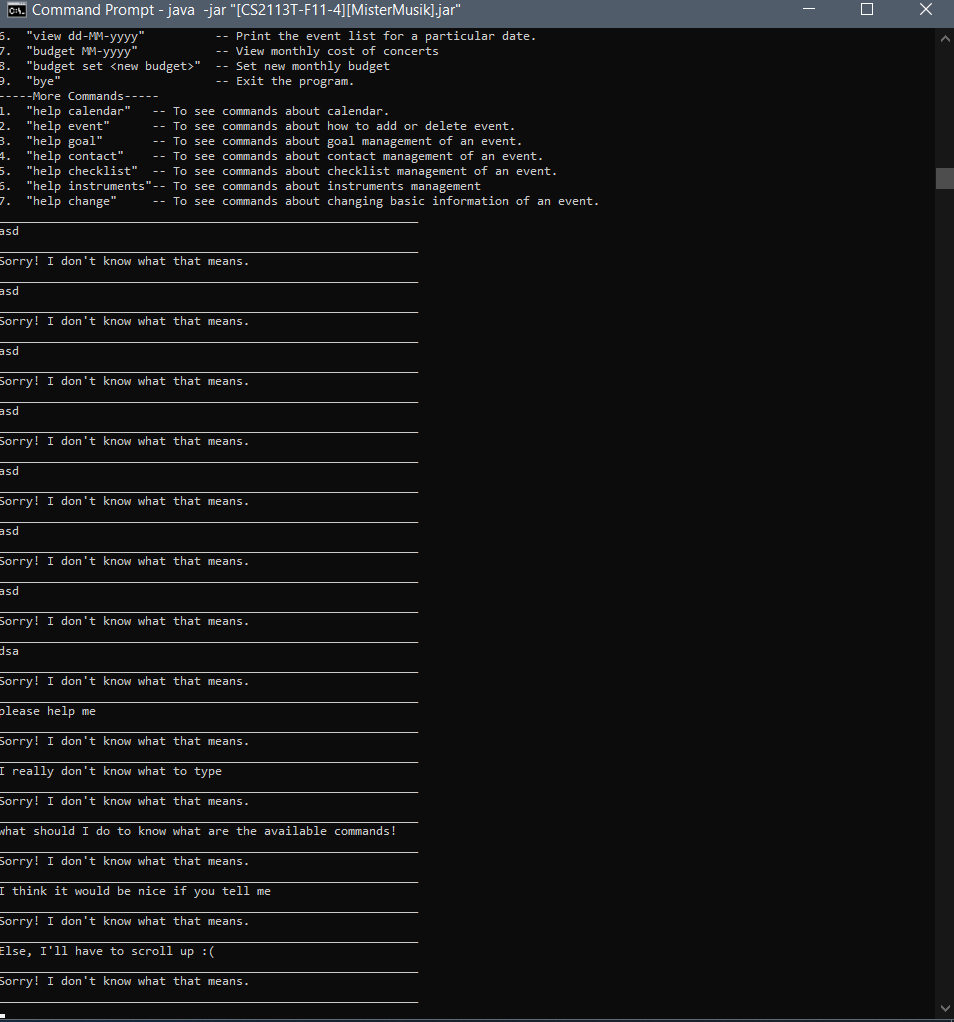 Command Prompt - java  -jar "[CS2113T-F11-4][MisterMusik].jar"
6.  "view dd-MM-yyyy"          -- Print the event list for a particular date.
7.  "budget MM-yyyy"           -- View monthly cost of concerts
8.  "budget set <new budget>"  -- Set new monthly budget
9.  "bye"                      -- Exit the program.
-----More Commands-----
1.  "help calendar"   -- To see commands about calendar.
2.  "help event"      -- To see commands about how to add or delete event.
3.  "help goal"       -- To see commands about goal management of an event.
4.  "help contact"    -- To see commands about contact management of an event.
5.  "help checklist"  -- To see commands about checklist management of an event.
6.  "help instruments"-- To see commands about instruments management
7.  "help change"     -- To see commands about changing basic information of an event.
asd
Sorry! I don't know what that means.
asd
Sorry! I don't know what that means.
asd
Sorry! I don't know what that means.
asd
Sorry! I don't know what that means.
asd
Sorry! I don't know what that means.
asd
Sorry! I don't know what that means.
asd
Sorry! I don't know what that means.
dsa
Sorry! I don't know what that means.
please help me
Sorry! I don't know what that means.
I really don't know what to type
Sorry! I don't know what that means.
what should I do to know what are the available commands!
Sorry! I don't know what that means.
I think it would be nice if you tell me
Sorry! I don't know what that means.
Else, I'll have to scroll up :(
Sorry! I don't know what that means.